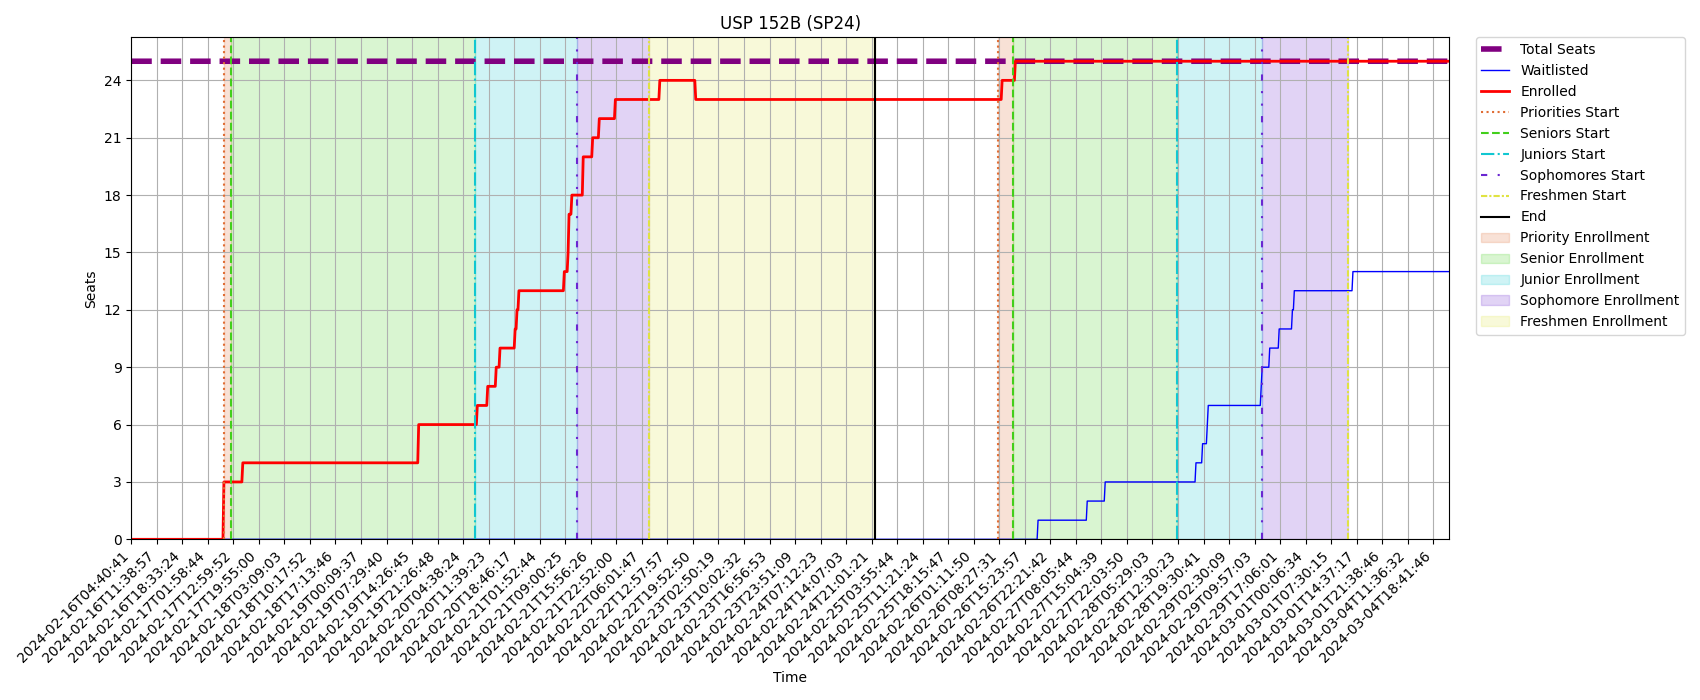 USP 152B (SP24)
Seats
24
21
18
15
12
9
6
3
0
2024-02-16T04:40:41
2024-02-16T11:38:57
2024-02-16T18:33:24
2024-02-17T01:58:44
2024-02-17T12:59:52
2024-02-17T19:55:00
2024-02-18T03:09:03
2024-02-18T10:17:52
2024-02-18T17:13:46
2024-02-19T00:09:37
2024-02-19T07:29:40
2024-02-19T14:26:45
2024-02-19T21:26:48
2024-02-20T04:38:24
2024-02-20T11:39:23
2024-02-20T18:46:17
2024-02-21T01:52:44
2024-02-21T09:00:25
2024-02-21T15:56:26
2024-02-21T22:52:00
2024-02-22T06:01:47
2024-02-22T12:57:57
2024-02-22T19:52:50
2024-02-23T02:50:19
2024-02-23T10:02:32
2024-02-23T16:56:53
2024-02-23T23:51:09
2024-02-24T07:12:23
2024-02-24T14:07:03
2024-02-24T21:01:21
2024-02-25T03:55:44
2024-02-25T11:21:24
2024-02-25T18:15:47
2024-02-26T01:11:50
2024-02-26T08:27:31
2024-02-26T15:23:57
2024-02-26T22:21:42
2024-02-27T08:05:44
2024-02-27T15:04:39
2024-02-27T22:03:50
2024-02-28T05:29:03
2024-02-28T12:30:23
2024-02-28T19:30:41
2024-02-29T02:30:09
2024-02-29T09:57:03
2024-02-29T17:06:01
2024-03-01T00:06:34
2024-03-01T07:30:15
2024-03-01T14:37:17
2024-03-01T21:38:46
2024-03-04T11:36:32
2024-03-04T18:41:46
Time
Total Seats
Waitlisted
Enrolled
Priorities Start
Seniors Start
Juniors Start
Sophomores Start
Freshmen Start
End
Priority Enrollment
Senior Enrollment
Junior Enrollment
Sophomore Enrollment
Freshmen Enrollment